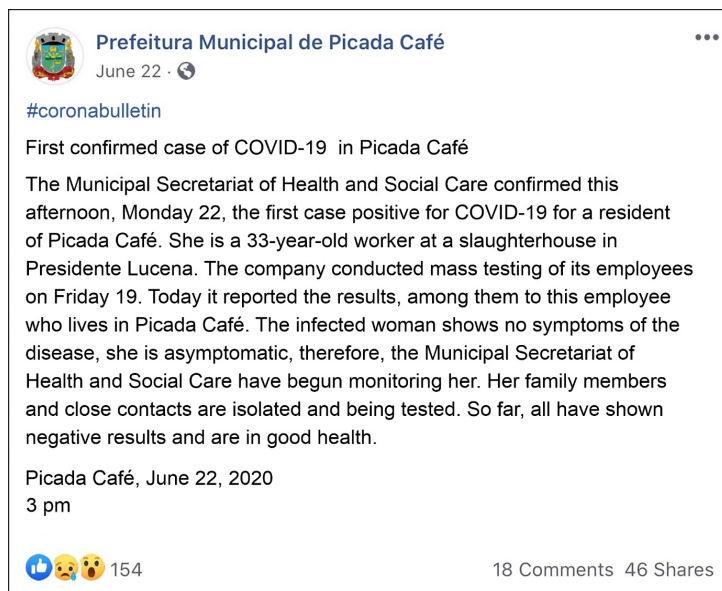 Prefeitura Municipal de Picada Café
June 22 ·
#coronabulletin
First confirmed case of COVID-19 in Picada Café
The Municipal Secretariat of Health and Social Care confirmed this
afternoon, Monday 22, the first case positive for COVID-19 for a resident
of Picada Café. She is a 33-year-old worker at a slaughterhouse in
Presidente Lucena. The company conducted mass testing of its employees
on Friday 19. Today it reported the results, among them to this employee
who lives in Picada Café. The infected woman shows no symptoms of the
disease, she is asymptomatic, therefore, the Municipal Secretariat of
Health and Social Care have begun monitoring her. Her family members
and close contacts are isolated and being tested. So far, all have shown
negative results and are in good health.
Picada Café, June 22, 2020
3 pm
154 18 Comments 46 Shares